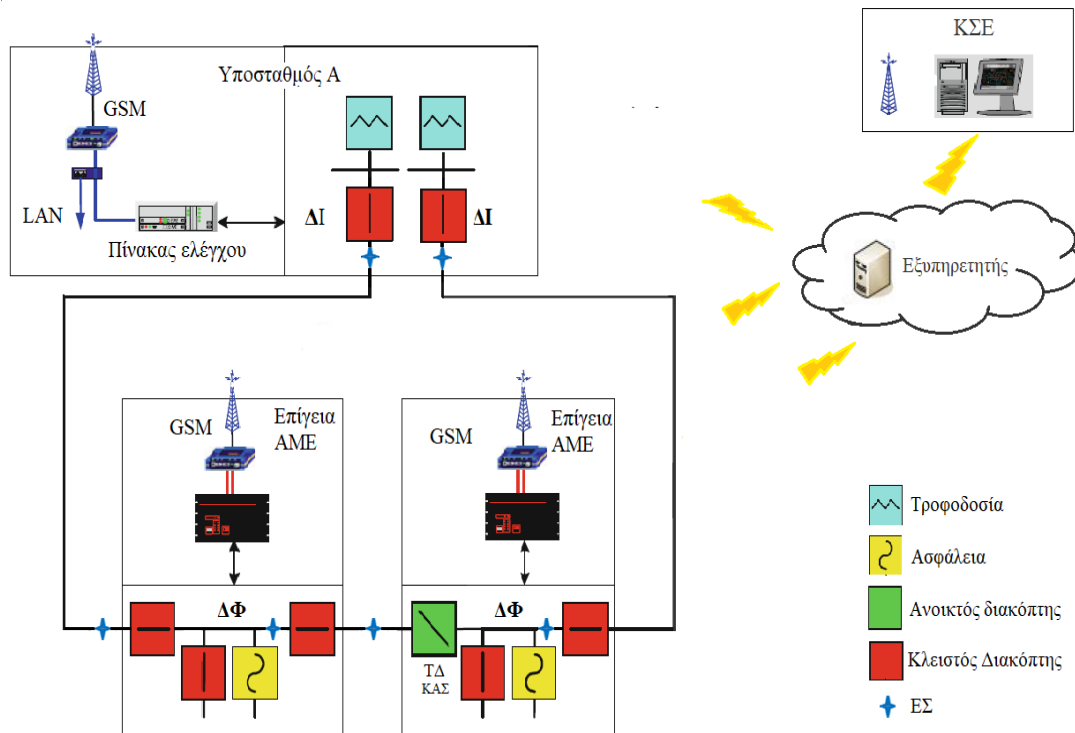 ΚΣΕ
Υποσταθμός Α
GSM
LAN
Πίνακας ελέγχου
ΔΙ
ΔΙ
Εξυπηρετητής
GSM
Επίγεια
ΑΜΕ
GSM
Επίγεια
ΑΜΕ
ΔΦ
ΔΦ
ΤΔ
ΚΑΣ
Τροφοδοσία
Ασφάλεια
Ανοικτός διακόπτης
Κλειστός Διακόπτης
ΕΣ